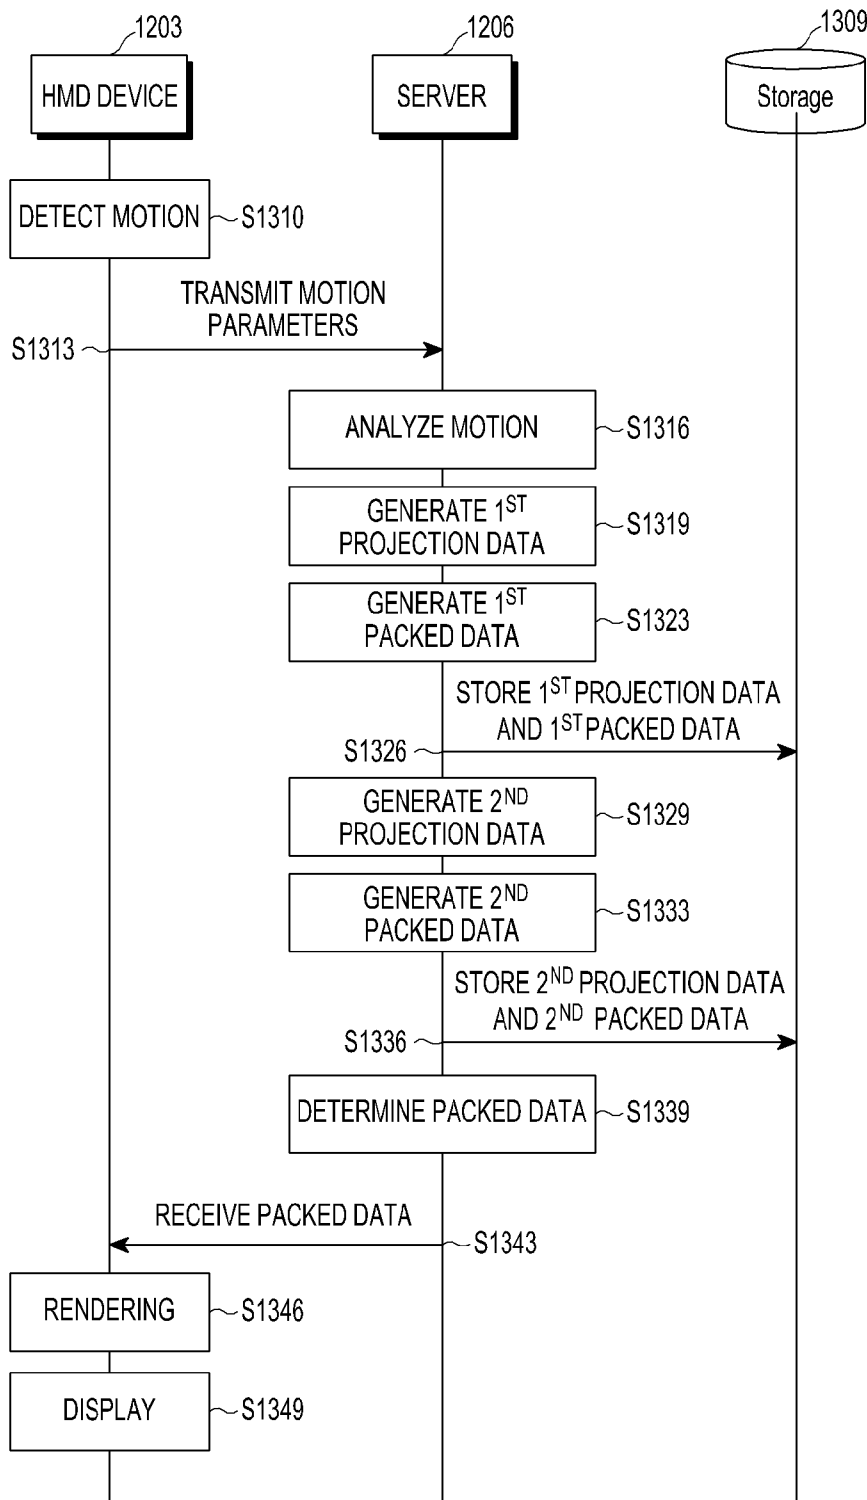 1203
1206
1309
HMD DEVICE
SERVER
Storage
DETECT MOTION
S1310
TRANSMIT MOTION
PARAMETERS
S1313
ANALYZE MOTION
S1316
GENERATE 1ST
PROJECTION DATA
S1319
GENERATE 1ST
PACKED DATA
S1323
STORE 1ST PROJECTION DATA
AND 1ST PACKED DATA
S1326
GENERATE 2ND
PROJECTION DATA
S1329
GENERATE 2ND
PACKED DATA
S1333
STORE 2ND PROJECTION DATA
AND 2ND PACKED DATA
S1336
DETERMINE PACKED DATA
S1339
RECEIVE PACKED DATA
S1343
RENDERING
S1346
DISPLAY
S1349